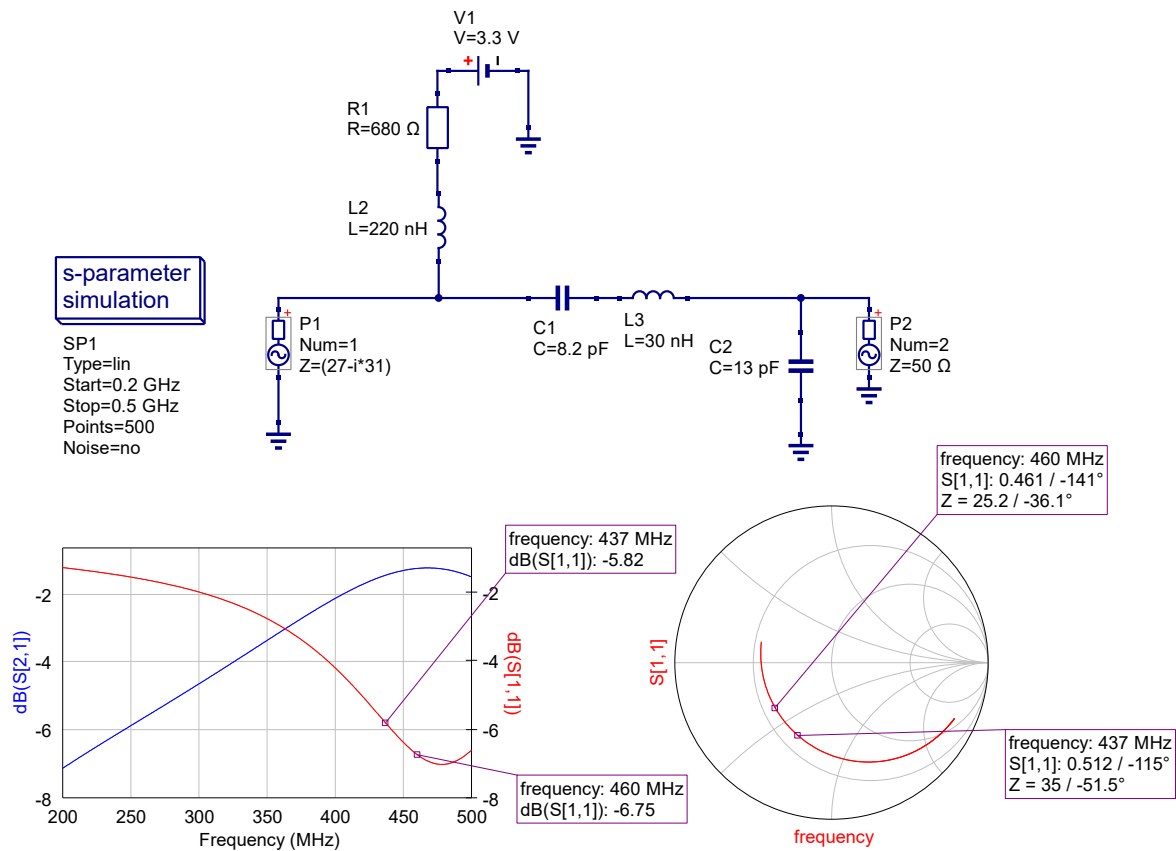 V1
V=3.3 V
R1
R=680 Ω
L2
L=220 nH
s-parameter
simulation
SP1
Type=lin
Start=0.2 GHz
Stop=0.5 GHz
Points=500
Noise=no
P1
Num=1
Z=(27-i*31)
C1
C=8.2 pF
L3
L=30 nH
C2
C=13 pF
P2
Num=2
Z=50 Ω
frequency: 437 MHz
dB(S[1,1]): -5.82
frequency: 460 MHz
dB(S[1,1]): -6.75
dB(S[2,1])
-2
-4
-6
-8
200
250
300
350
400
450
500
Frequency (MHz)
-2
-4
-6
-8
dB(S[1,1])
frequency: 460 MHz
S[1,1]: 0.461 / -141°
Z = 25.2 / -36.1°
S[1,1]
frequency: 437 MHz
S[1,1]: 0.512 / -115°
Z = 35 / -51.5°
frequency